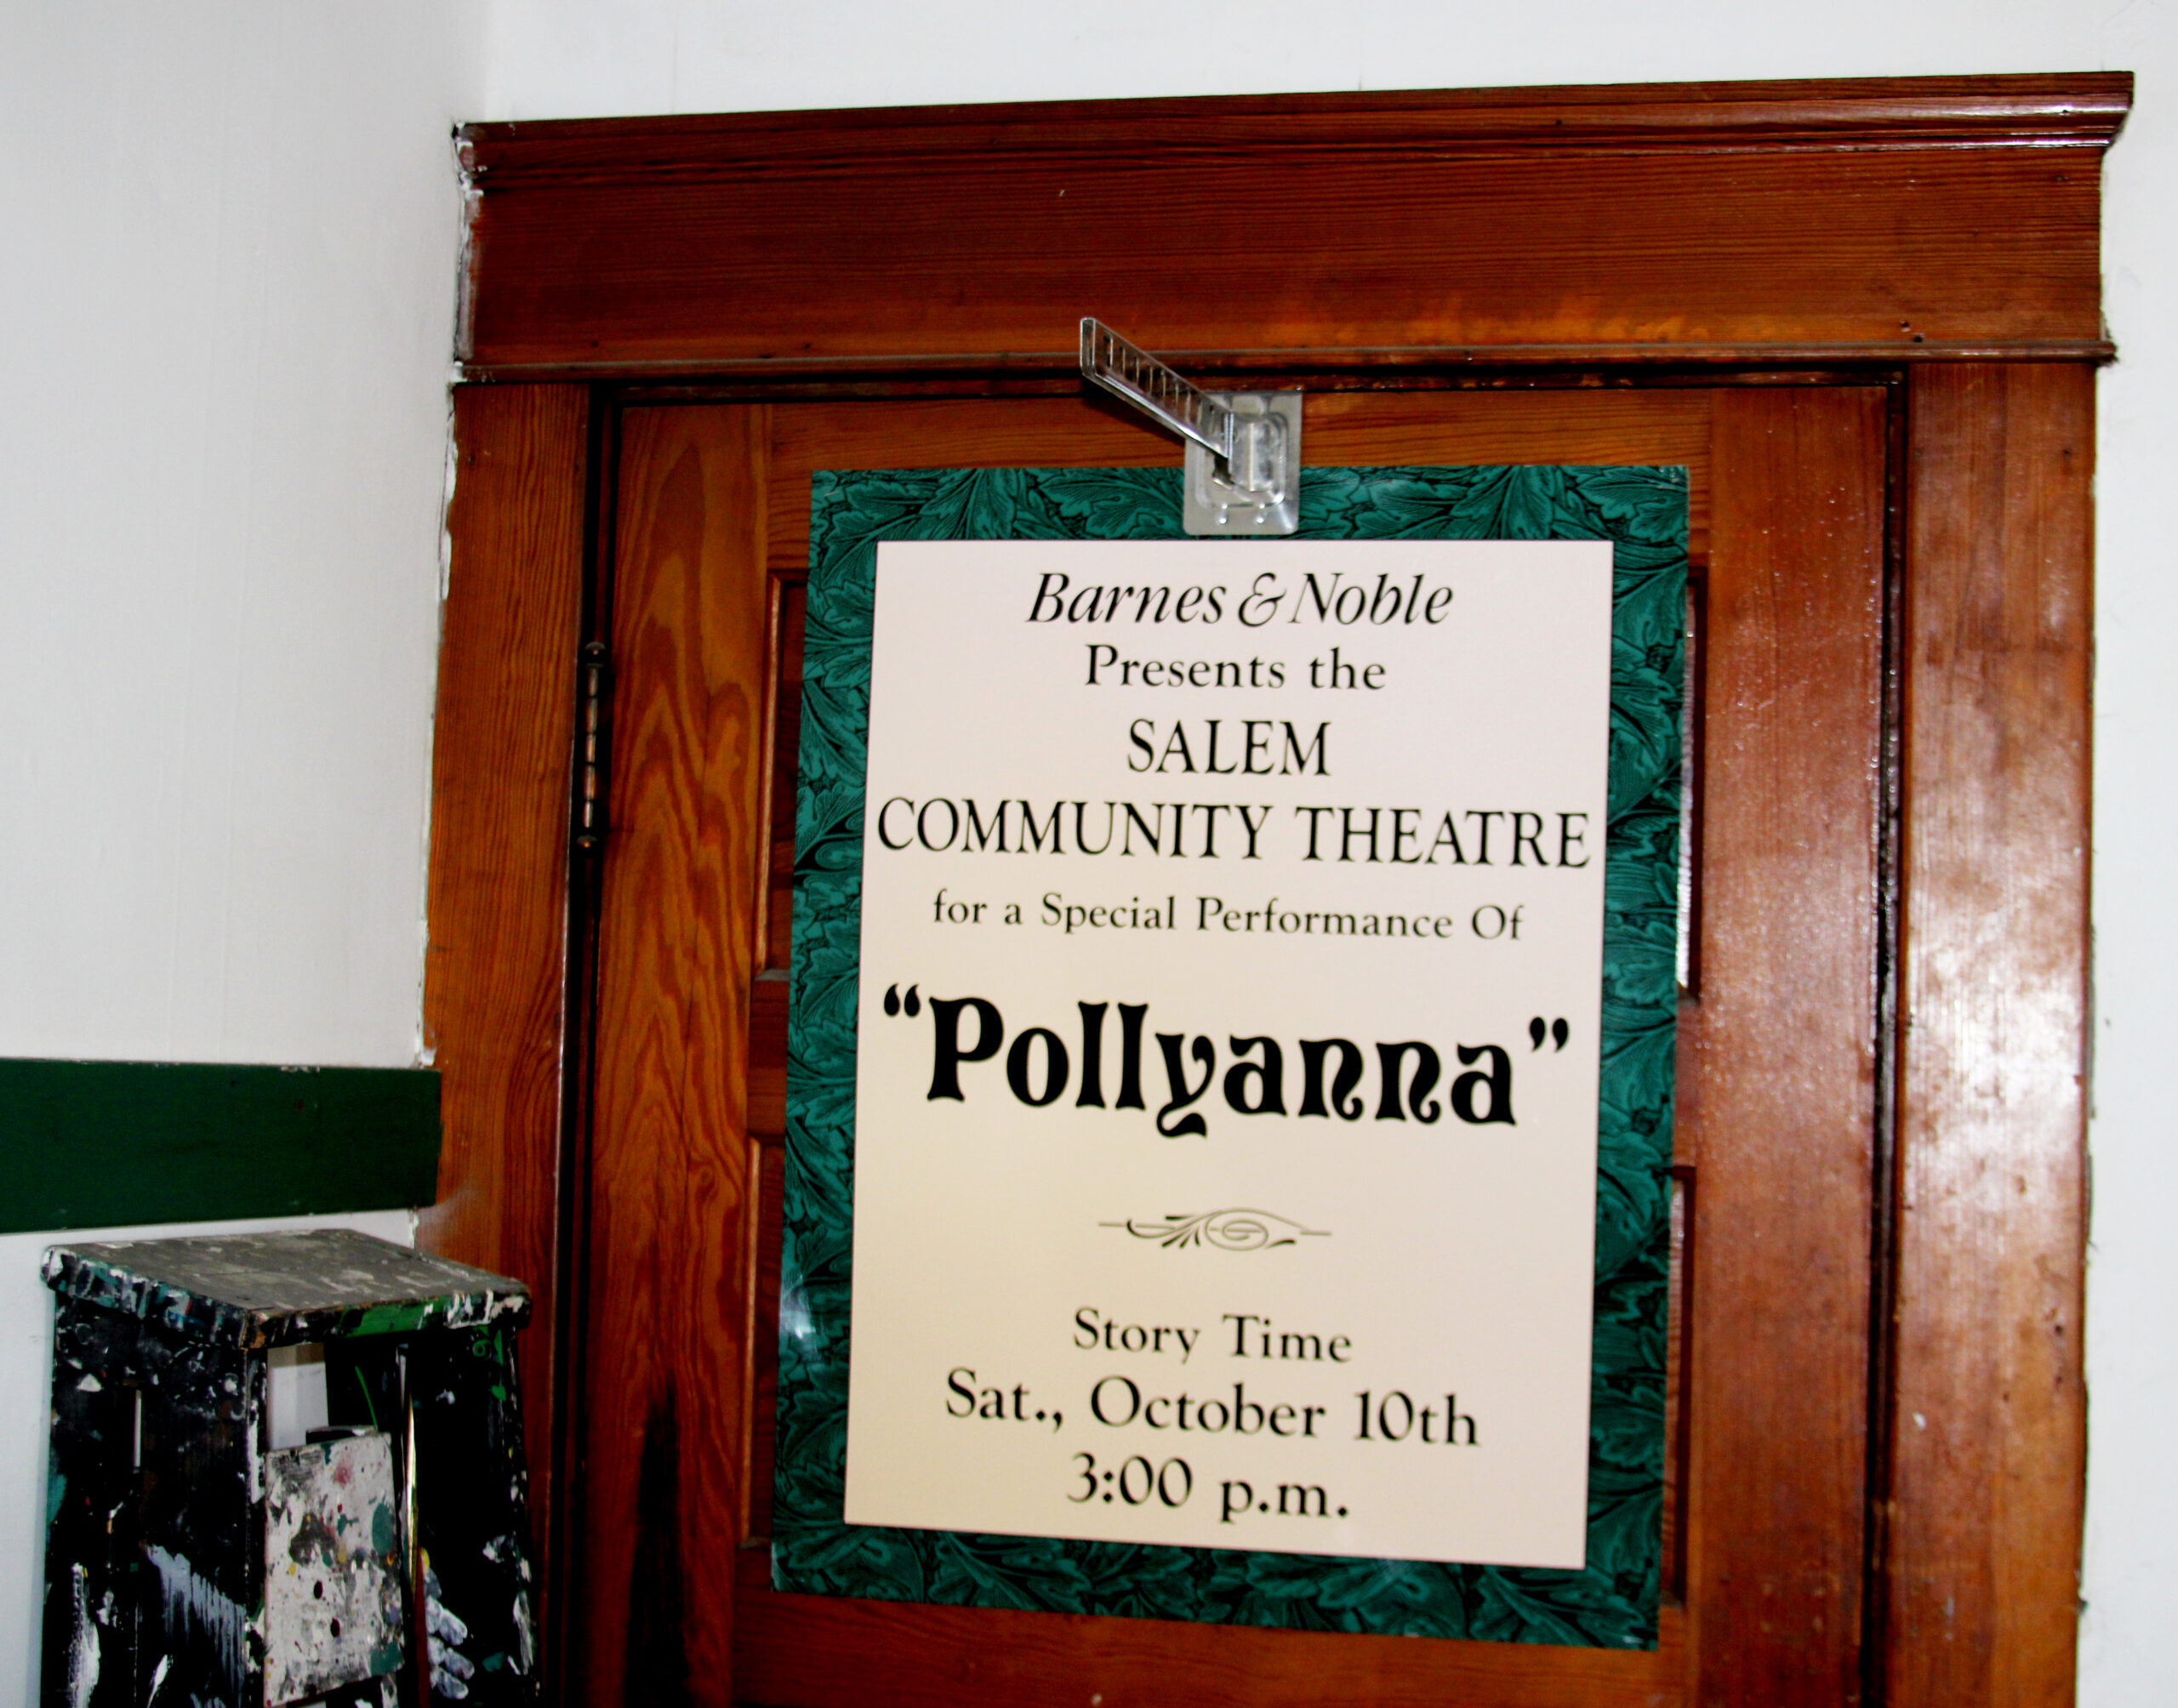 Barnes & Noble
Presents the
SALEM
COMMUNITY THEATRE
for a Special Performance Of
“Pollyanna”
Story Time
Sat., October 10th
3:00 p.m.